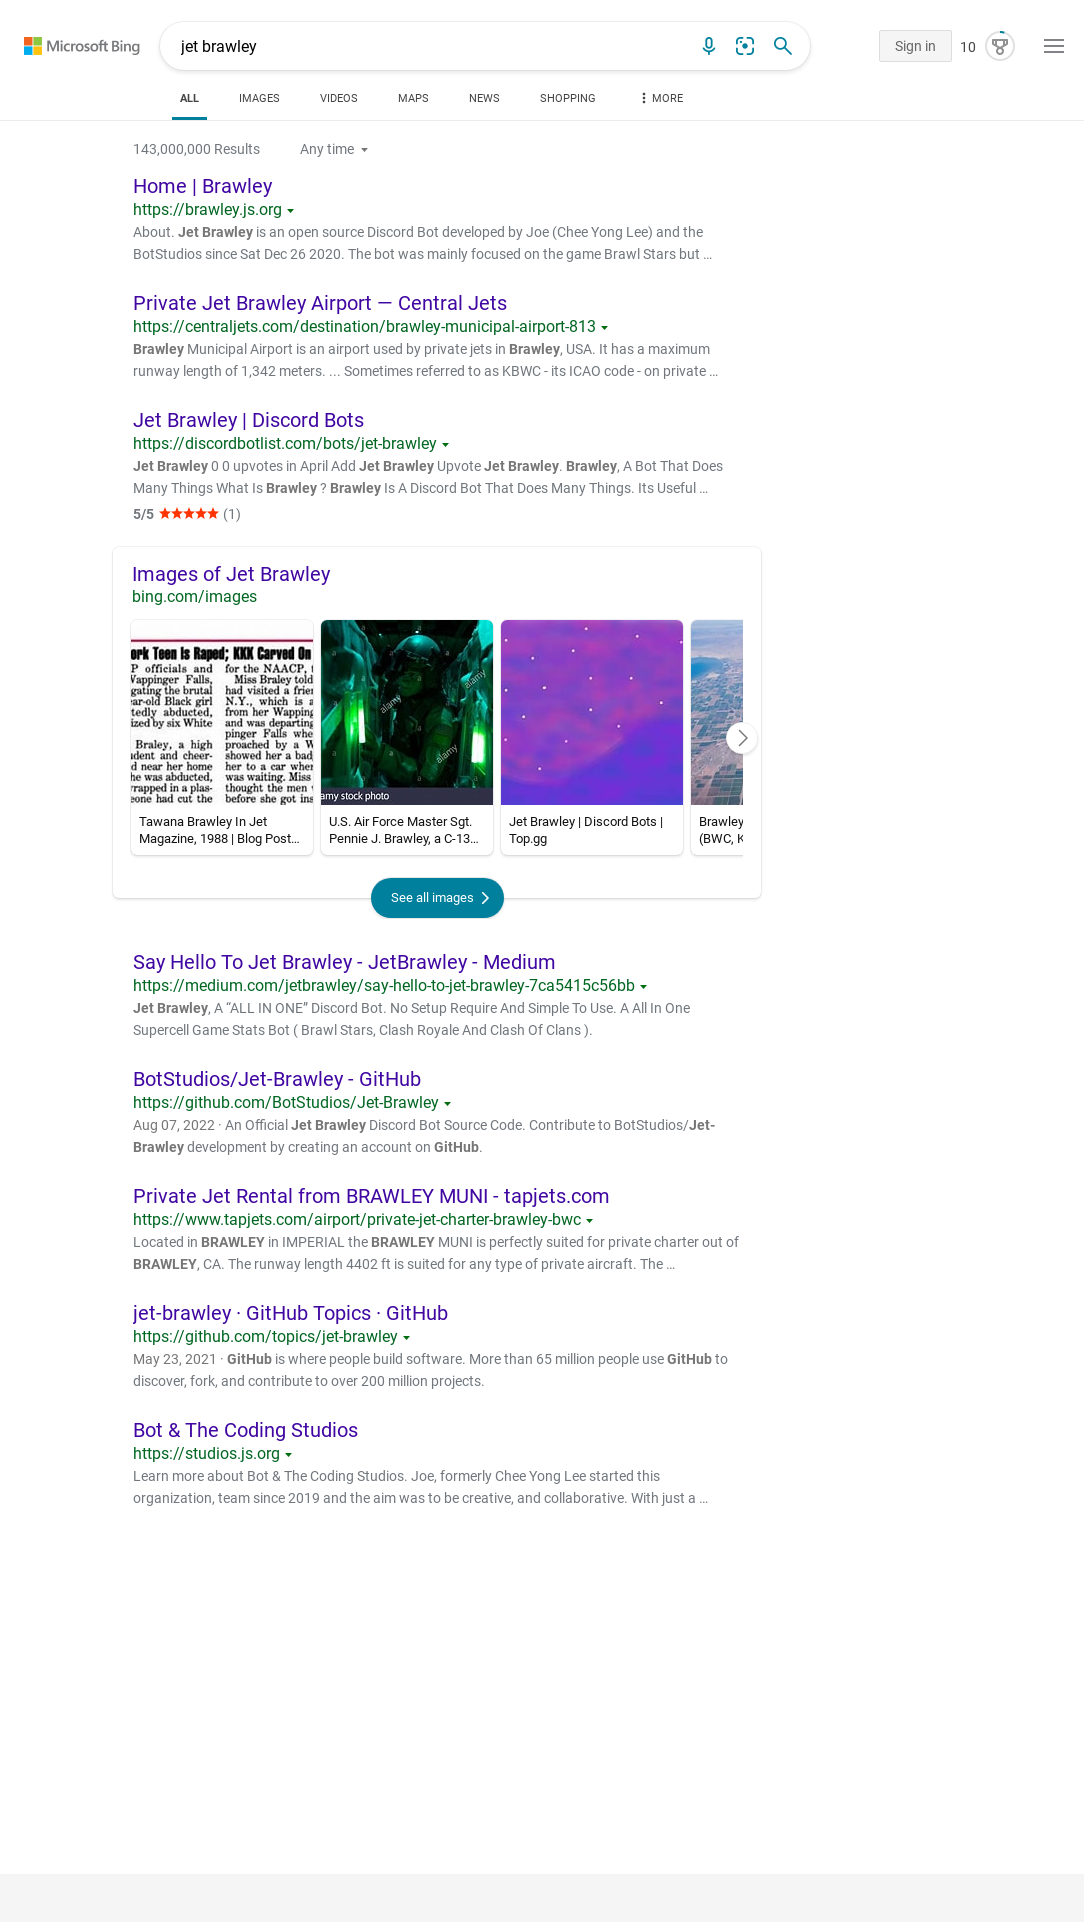 Microsoft Bing
jet brawley
Sign in
10
ALL IMAGES VIDEOS MAPS NEWS SHOPPING MORE
143,000,000 Results Any time
Home | Brawley
https://brawley.js.org
About. Jet Brawley is an open source Discord Bot developed by Joe (Chee Yong Lee) and the
BotStudios since Sat Dec 26 2020. The bot was mainly focused on the game Brawl Stars but …
Private Jet Brawley Airport — Central Jets
https://centraljets.com/destination/brawley-municipal-airport-813
Brawley Municipal Airport is an airport used by private jets in Brawley, USA. It has a maximum
runway length of 1,342 meters. ... Sometimes referred to as KBWC - its ICAO code - on private …
Jet Brawley | Discord Bots
https://discordbotlist.com/bots/jet-brawley
Jet Brawley 0 0 upvotes in April Add Jet Brawley Upvote Jet Brawley. Brawley, A Bot That Does
Many Things What Is Brawley ? Brawley Is A Discord Bot That Does Many Things. Its Useful …
5/5 ★★★★★ (1)
Images of Jet Brawley
bing.com/images
ork Teen Is Raped; KKK Carved On
P officials and
Wappinger Falls,
gating the brutal
ear-old Black girl
tedly abducted,
ized by six White
Braley, a high
dent and cheer-
ed near her home
he was abducted,
wrapped in a plas-
eone had cut the
for the NAACP, t
Miss Braley told
had visited a frien
N.Y., which is a
from her Wapping
and was departing
pinger Falls whe
proached by a W
showed her a bad
her to a car wher
was waiting. Miss
thought the men w
before she got ins
Tawana Brawley In Jet
Magazine, 1988 | Blog Post…
alamy
alamy
alamy
amy stock photo
U.S. Air Force Master Sgt.
Pennie J. Brawley, a C-13…
Jet Brawley | Discord Bots |
Top.gg
Brawley
(BWC, K
See all images
Say Hello To Jet Brawley - JetBrawley - Medium
https://medium.com/jetbrawley/say-hello-to-jet-brawley-7ca5415c56bb
Jet Brawley, A “ALL IN ONE” Discord Bot. No Setup Require And Simple To Use. A All In One
Supercell Game Stats Bot ( Brawl Stars, Clash Royale And Clash Of Clans ).
BotStudios/Jet-Brawley - GitHub
https://github.com/BotStudios/Jet-Brawley
Aug 07, 2022 · An Official Jet Brawley Discord Bot Source Code. Contribute to BotStudios/Jet-
Brawley development by creating an account on GitHub.
Private Jet Rental from BRAWLEY MUNI - tapjets.com
https://www.tapjets.com/airport/private-jet-charter-brawley-bwc
Located in BRAWLEY in IMPERIAL the BRAWLEY MUNI is perfectly suited for private charter out of
BRAWLEY, CA. The runway length 4402 ft is suited for any type of private aircraft. The …
jet-brawley · GitHub Topics · GitHub
https://github.com/topics/jet-brawley
May 23, 2021 · GitHub is where people build software. More than 65 million people use GitHub to
discover, fork, and contribute to over 200 million projects.
Bot & The Coding Studios
https://studios.js.org
Learn more about Bot & The Coding Studios. Joe, formerly Chee Yong Lee started this
organization, team since 2019 and the aim was to be creative, and collaborative. With just a …